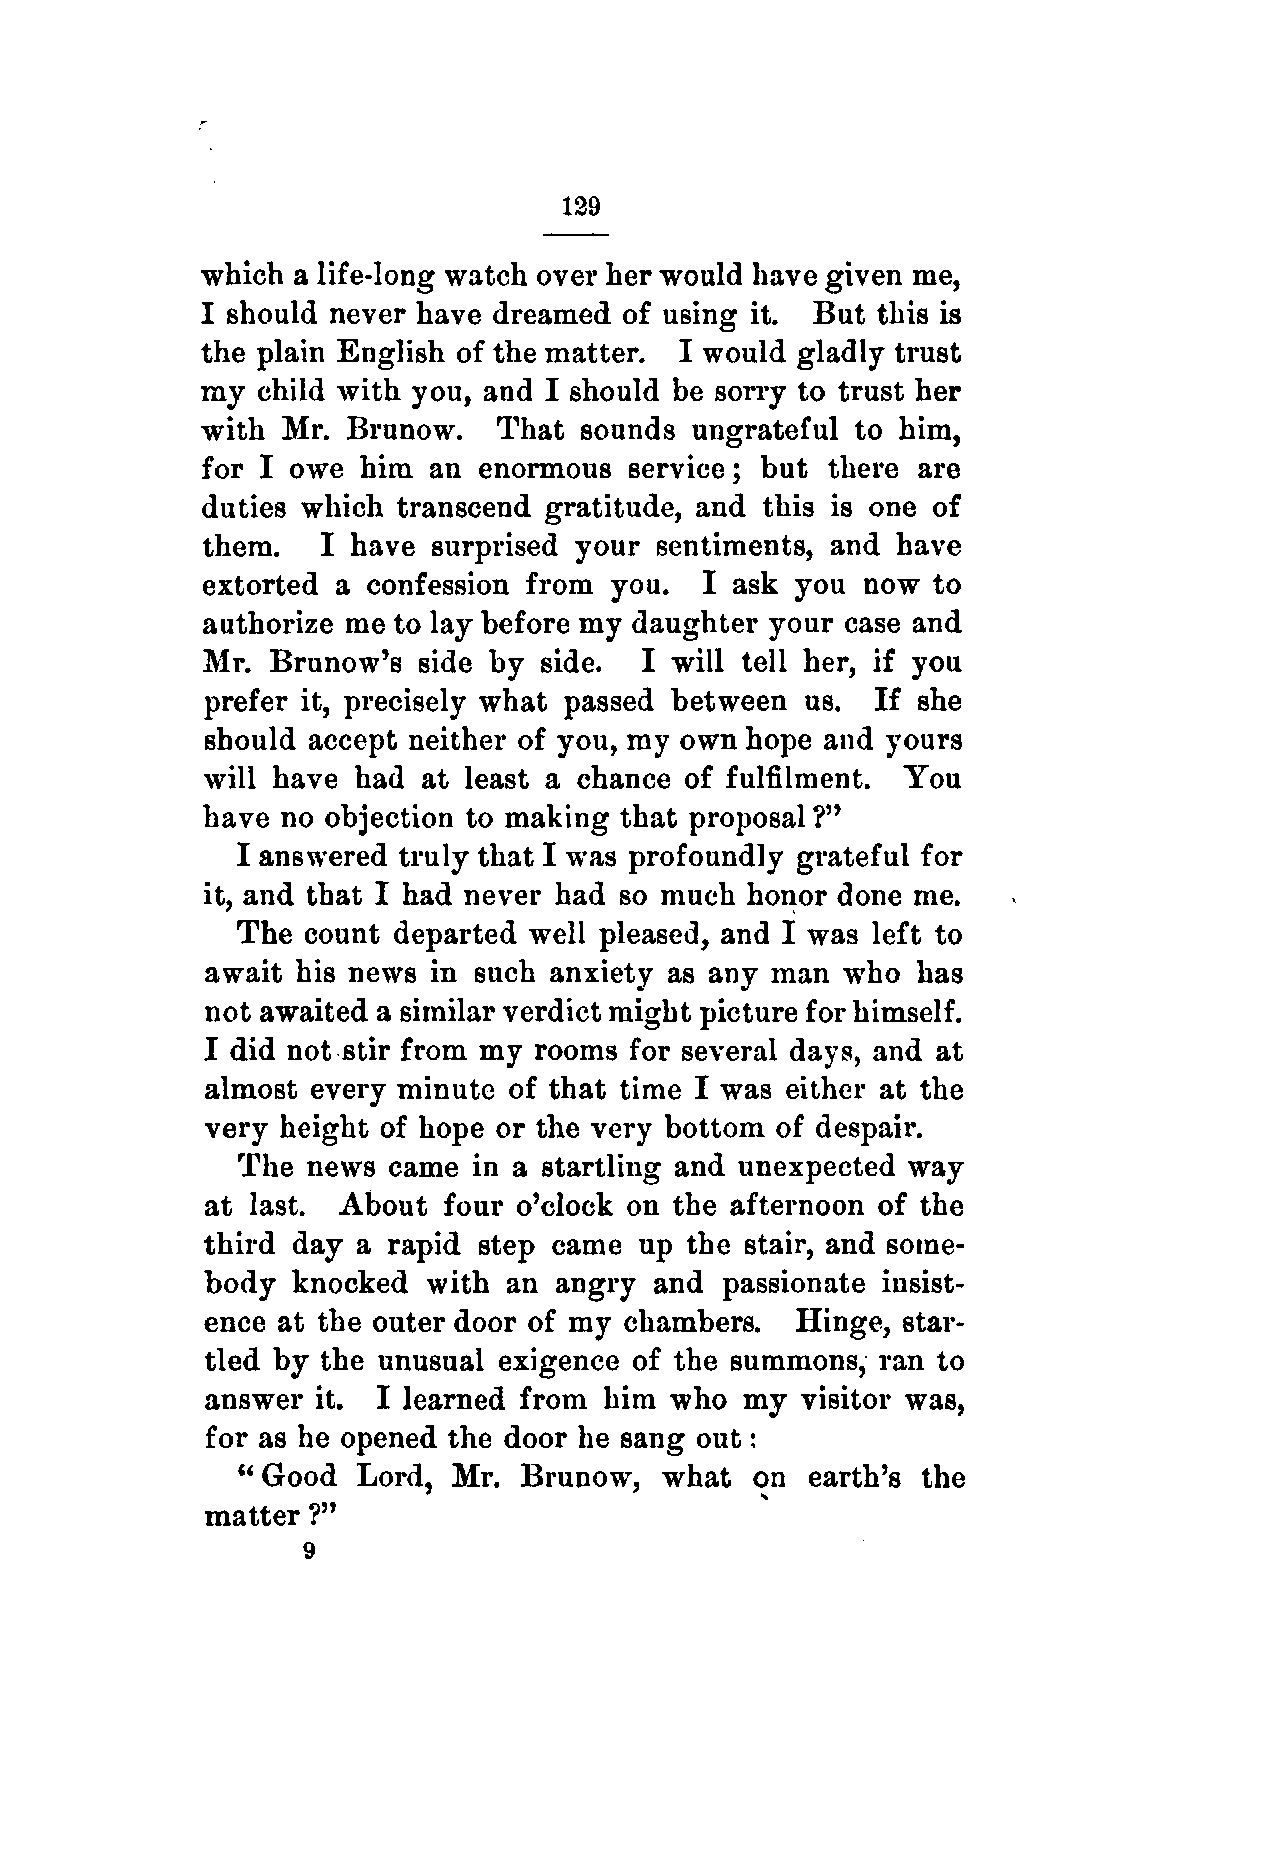 129
which a life-long watch over her would have given me,
I should never have dreamed of using it. But this is
the plain English of the matter. I would gladly trust
my child with you, and I should be sorry to trust her
with Mr. Brunow. That sounds ungrateful to him,
for I owe him an enormous service; but there are
duties which transcend gratitude, and this is one of
them. I have surprised your sentiments, and have
extorted a confession from you. I ask you now to
authorize me to lay before my daughter your case and
Mr. Brunow's side by side. I will tell her, if you
prefer it, precisely what passed between us. If she
should accept neither of you, my own hope and yours
will have had at least a chance of fulfilment. You
have no objection to making that proposal?"
I answered truly that I was profoundly grateful for
it, and that I had never had so much honor done me.
The count departed well pleased, and I was left to
await his news in such anxiety as any man who has
not awaited a similar verdict might picture for himself.
I did not stir from my rooms for several days, and at
almost every minute of that time I was either at the
very height of hope or the very bottom of despair.
The news came in a startling and unexpected way
at last. About four o'clock on the afternoon of the
third day a rapid step came up the stair, and some-
body knocked with an angry and passionate insist-
ence at the outer door of my chambers. Hinge, star-
tled by the unusual exigence of the summons, ran to
answer it. I learned from him who my visitor was,
for as he opened the door he sang out:
"Good Lord, Mr. Brunow, what on earth's the
matter?"
9